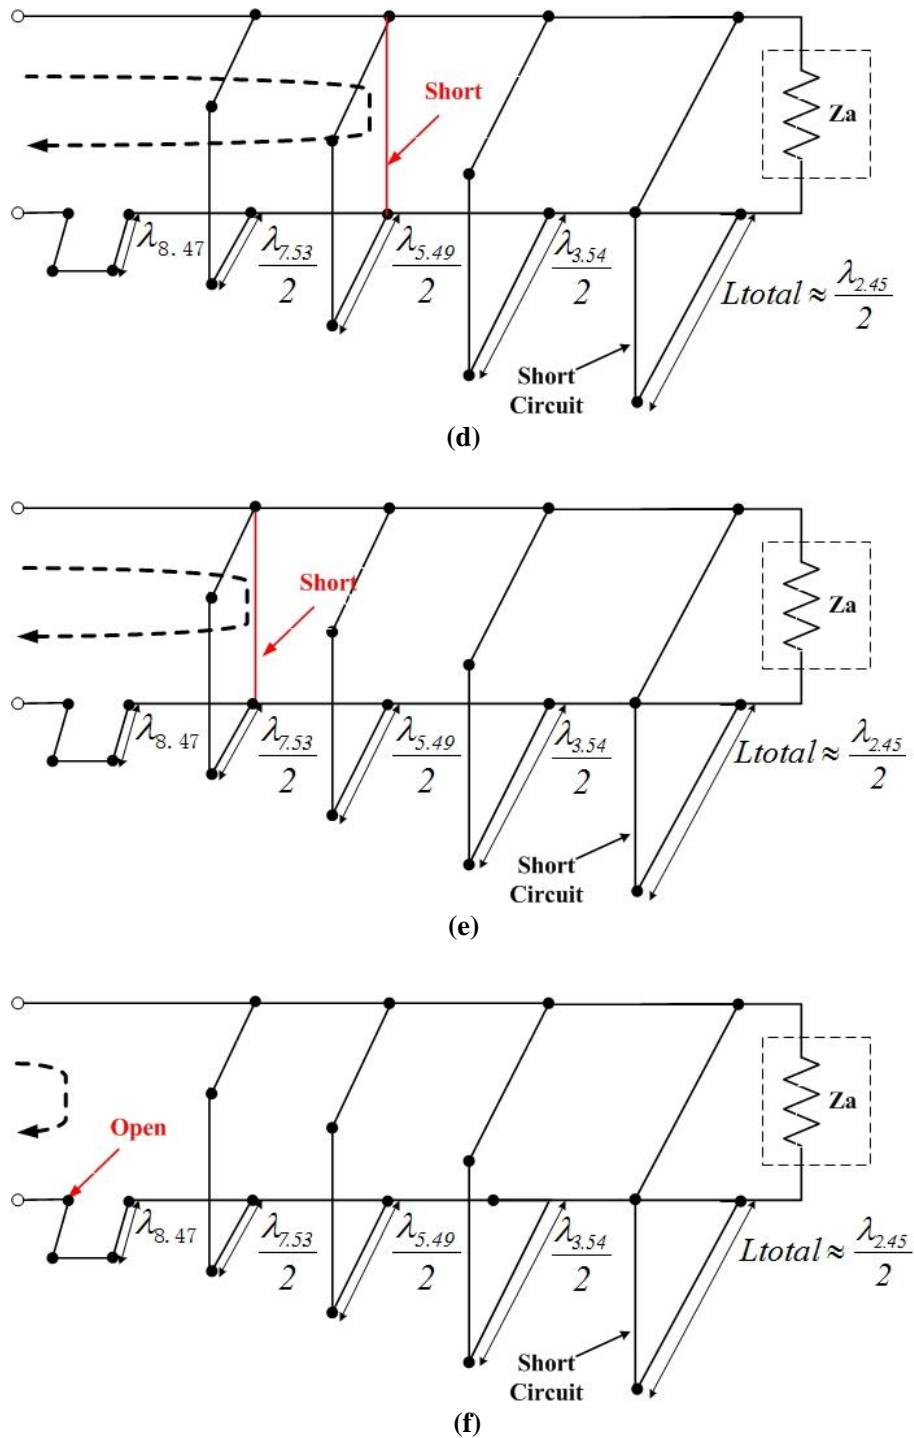 Short
Za
λ8.47
λ7.53/2
λ5.49/2
λ3.54/2
Ltotal ≈ λ2.45/2
Short
Circuit
(d)
Short
Za
λ8.47
λ7.53/2
λ5.49/2
λ3.54/2
Ltotal ≈ λ2.45/2
Short
Circuit
(e)
Za
Open
λ8.47
λ7.53/2
λ5.49/2
λ3.54/2
Ltotal ≈ λ2.45/2
Short
Circuit
(f)